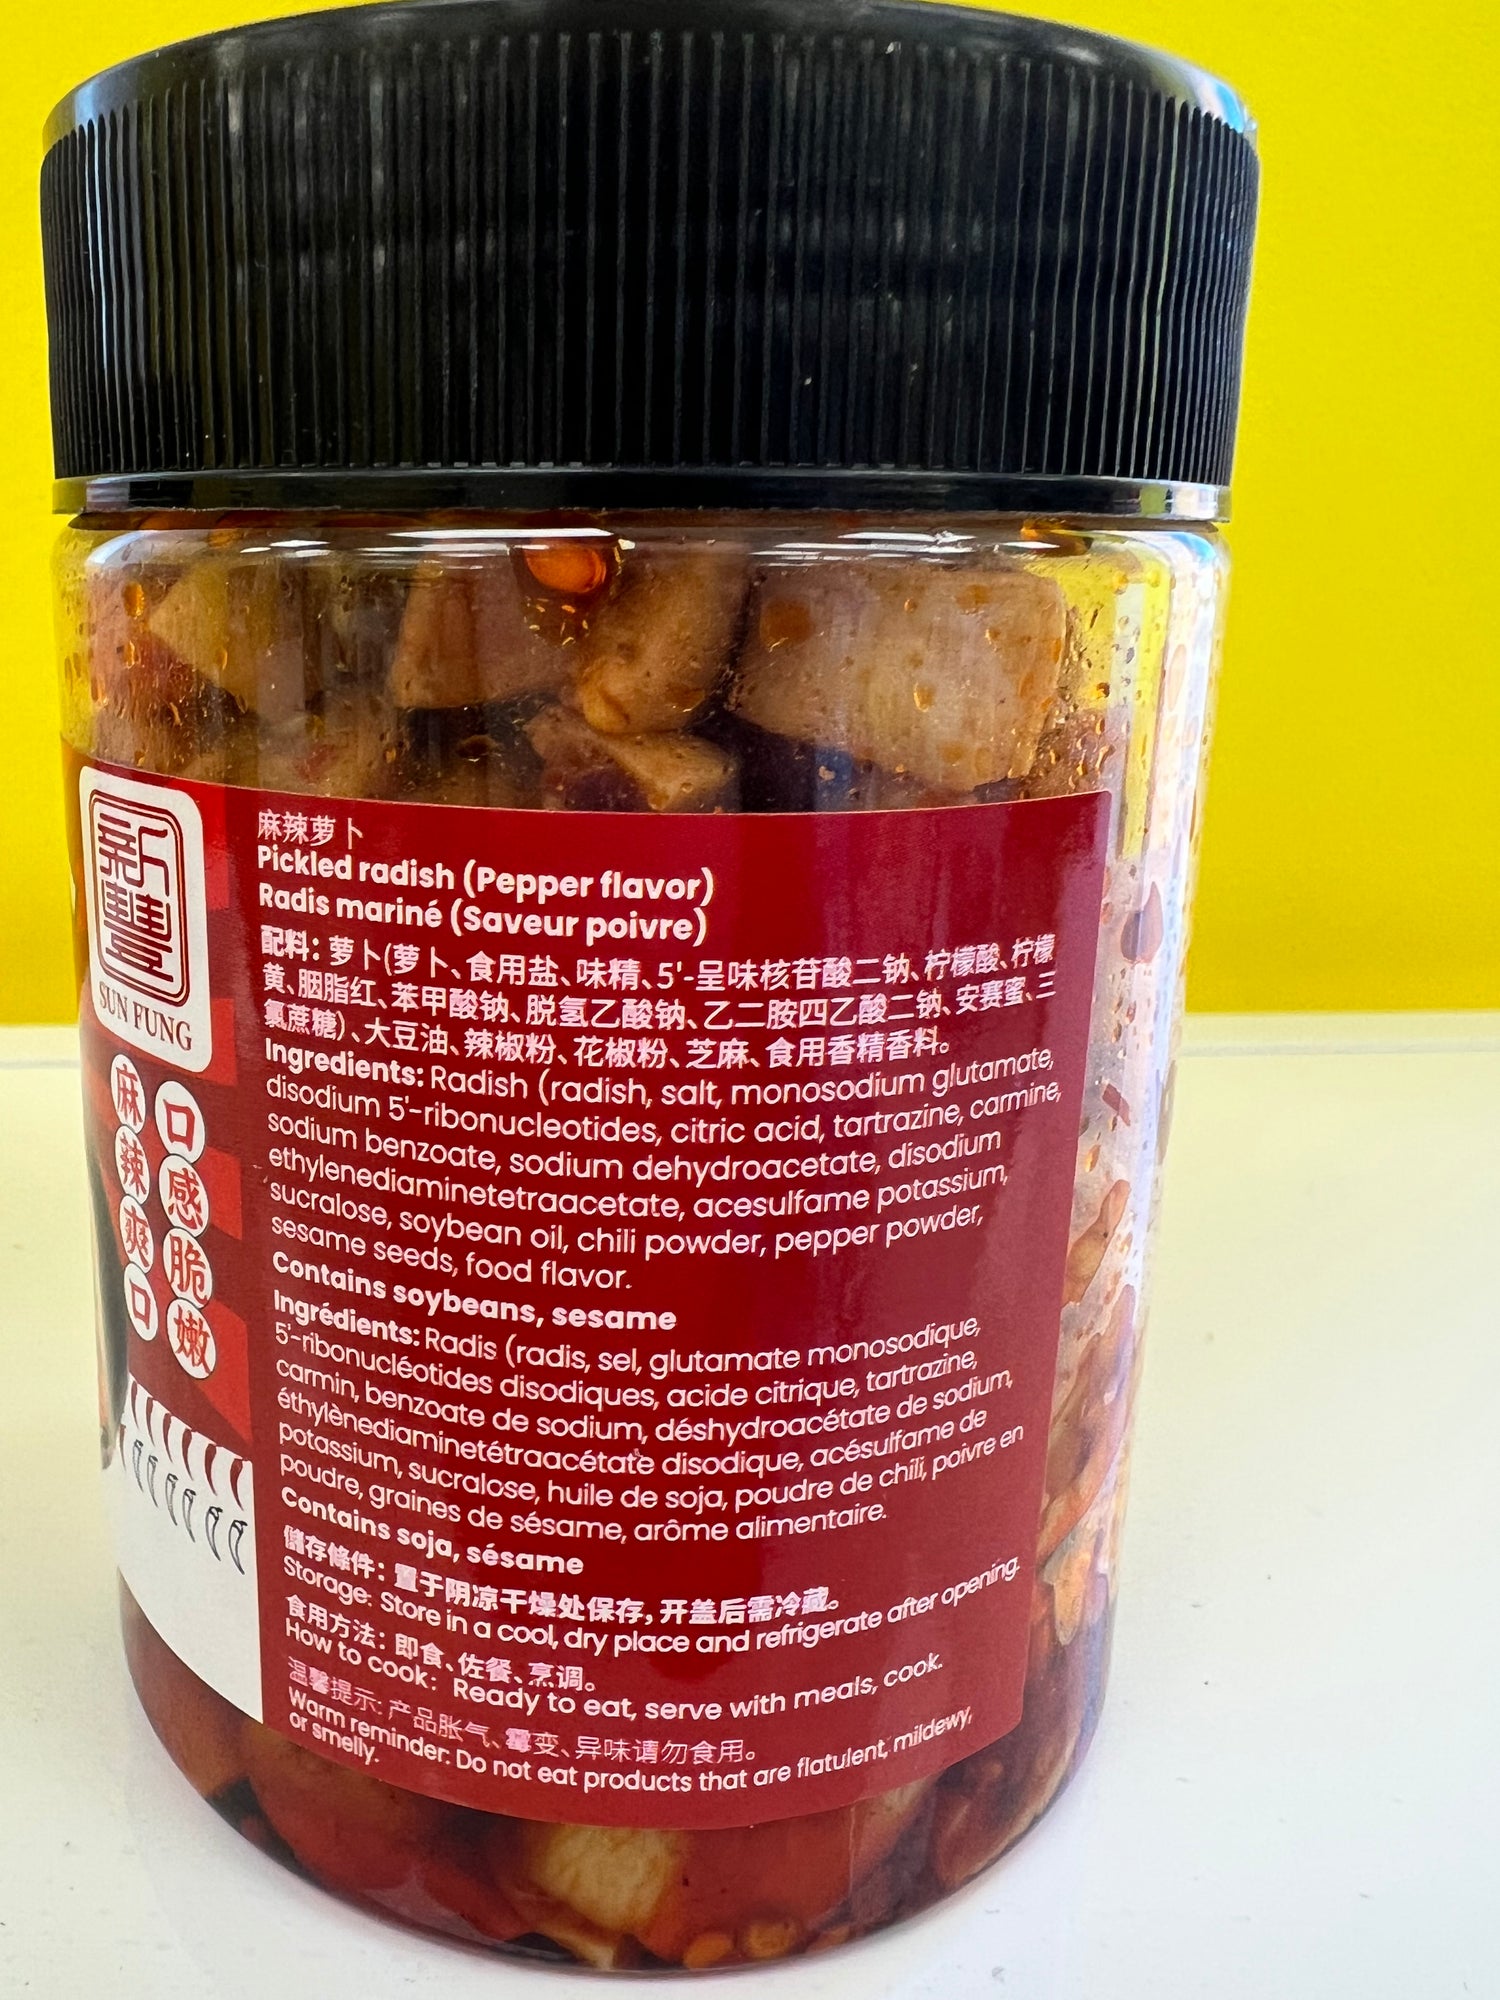 新豐
SUN FUNG
麻辣爽口
口感脆嫩
麻辣萝卜
Pickled radish (Pepper flavor)
Radis mariné (Saveur poivre)
配料: 萝卜(萝卜、食用盐、味精、5'-呈味核苷酸二钠、柠檬酸、柠檬
黄、胭脂红、苯甲酸钠、脱氢乙酸钠、乙二胺四乙酸二钠、安赛蜜、三
氯蔗糖)、大豆油、辣椒粉、花椒粉、芝麻、食用香精香料。
Ingredients: Radish (radish, salt, monosodium glutamate,
disodium 5'-ribonucleotides, citric acid, tartrazine, carmine,
sodium benzoate, sodium dehydroacetate, disodium
ethylenediaminetetraacetate, acesulfame potassium,
sucralose, soybean oil, chili powder, pepper powder,
sesame seeds, food flavor.
Contains soybeans, sesame
Ingrédients: Radis (radis, sel, glutamate monosodique,
5'-ribonucléotides disodiques, acide citrique, tartrazine,
carmin, benzoate de sodium, déshydroacétate de sodium,
éthylènediaminetétraacétate disodique, acésulfame de
potassium, sucralose, huile de soja, poudre de chili, poivre en
poudre, graines de sésame, arôme alimentaire.
Contains soja, sésame
儲存條件: 置于阴凉干燥处保存, 开盖后需冷藏。
Storage: Store in a cool, dry place and refrigerate after opening.
食用方法: 即食、佐餐、烹调。
How to cook: Ready to eat, serve with meals, cook.
温馨提示: 产品胀气、霉变、异味请勿食用。
Warm reminder: Do not eat products that are flatulent, mildewy,
or smelly.